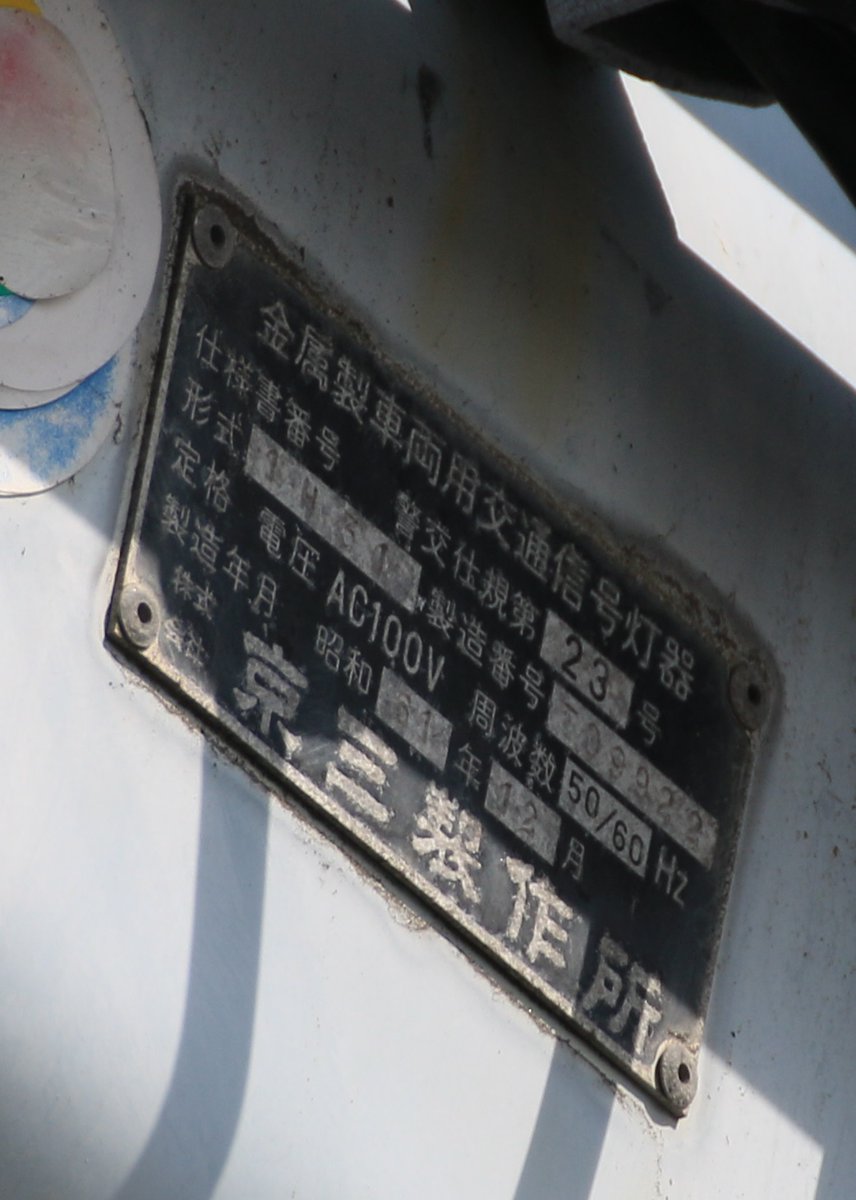 金属製車両用交通信号灯器
仕様書番号 警交仕規第 23 号
形式 1H31 製造番号 T09922
定格 電圧 AC100V 周波数 50/60 Hz
製造年月 昭和 61 年 12 月
株式会社 京三製作所